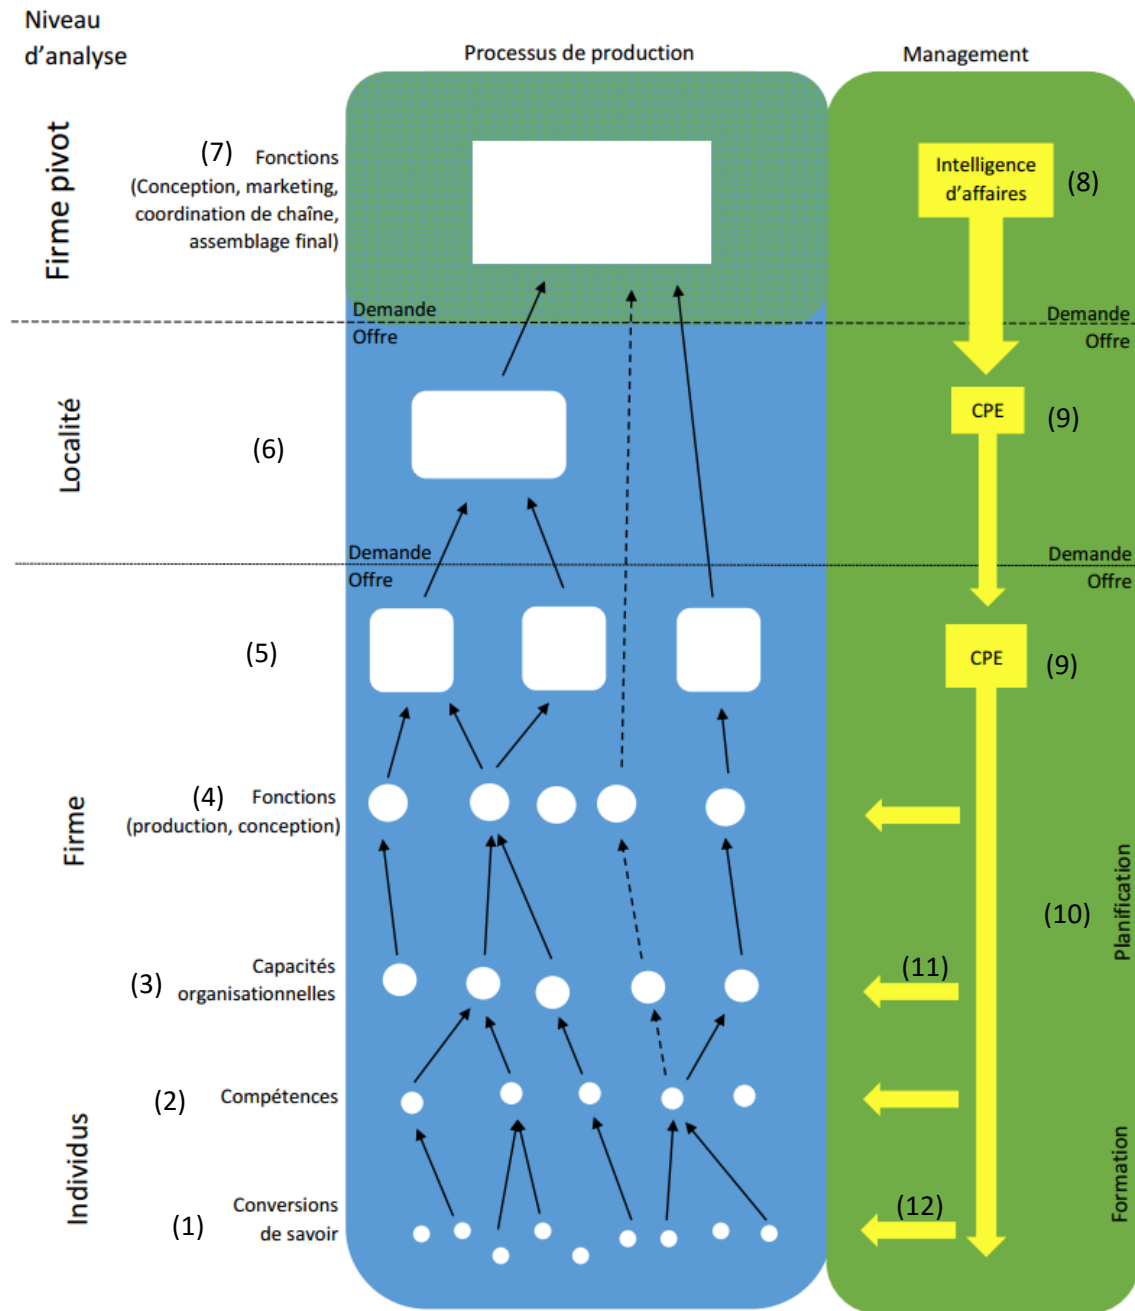 Niveau
d'analyse
Processus de production
Management
Firme pivot
(7) Fonctions
(Conception, marketing,
coordination de chaîne,
assemblage final)
Intelligence
d'affaires
(8)
Demande
Offre
Demande
Offre
Localité
(6)
CPE
(9)
Demande
Offre
Demande
Offre
(5)
CPE
(9)
Firme
(4) Fonctions
(production, conception)
(10)
Planification
(3)
Capacités
organisationnelles
(11)
Individus
(2) Compétences
(1)
Conversions
de savoir
(12)
Formation